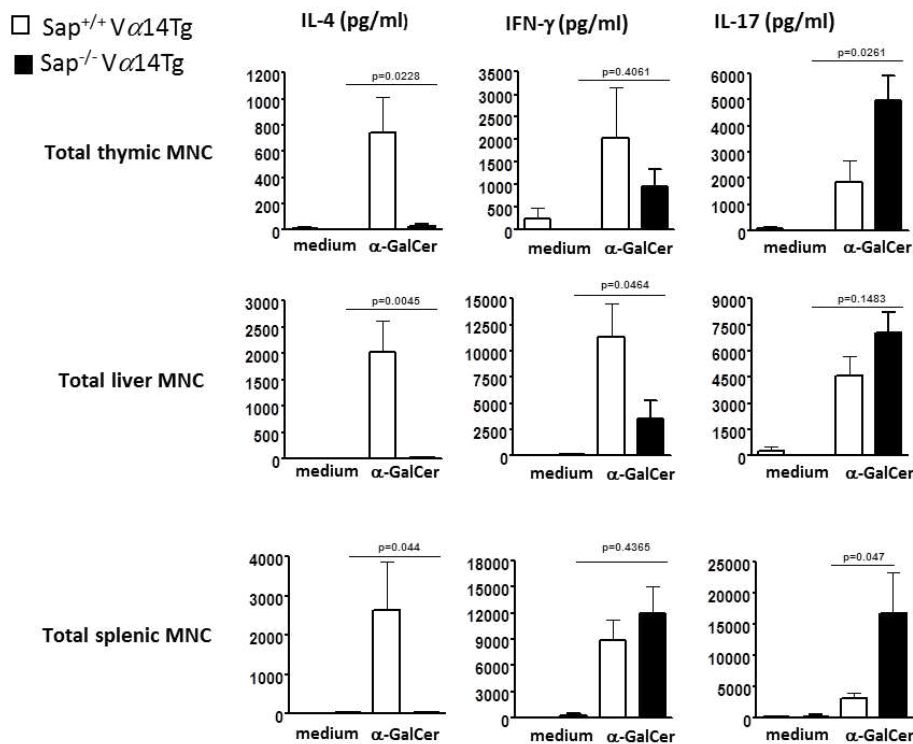 Sap+/+ Vα14Tg
Sap-/- Vα14Tg
IL-4 (pg/ml)
IFN-γ (pg/ml)
IL-17 (pg/ml)
Total thymic MNC
1200
1000
800
600
400
200
0
p=0.0228
medium α-GalCer
3500
3000
2500
2000
1500
1000
500
0
p=0.4061
medium α-GalCer
6000
5000
4000
3000
2000
1000
0
p=0.0261
medium α-GalCer
Total liver MNC
3000
2500
2000
1500
1000
500
0
p=0.0045
medium α-GalCer
15000
12500
10000
7500
5000
2500
0
p=0.0464
medium α-GalCer
9000
7500
6000
4500
3000
1500
0
p=0.1483
medium α-GalCer
Total splenic MNC
4000
3000
2000
1000
0
p=0.044
medium α-GalCer
18000
15000
12000
9000
6000
3000
0
p=0.4365
medium α-GalCer
25000
20000
15000
10000
5000
0
p=0.047
medium α-GalCer